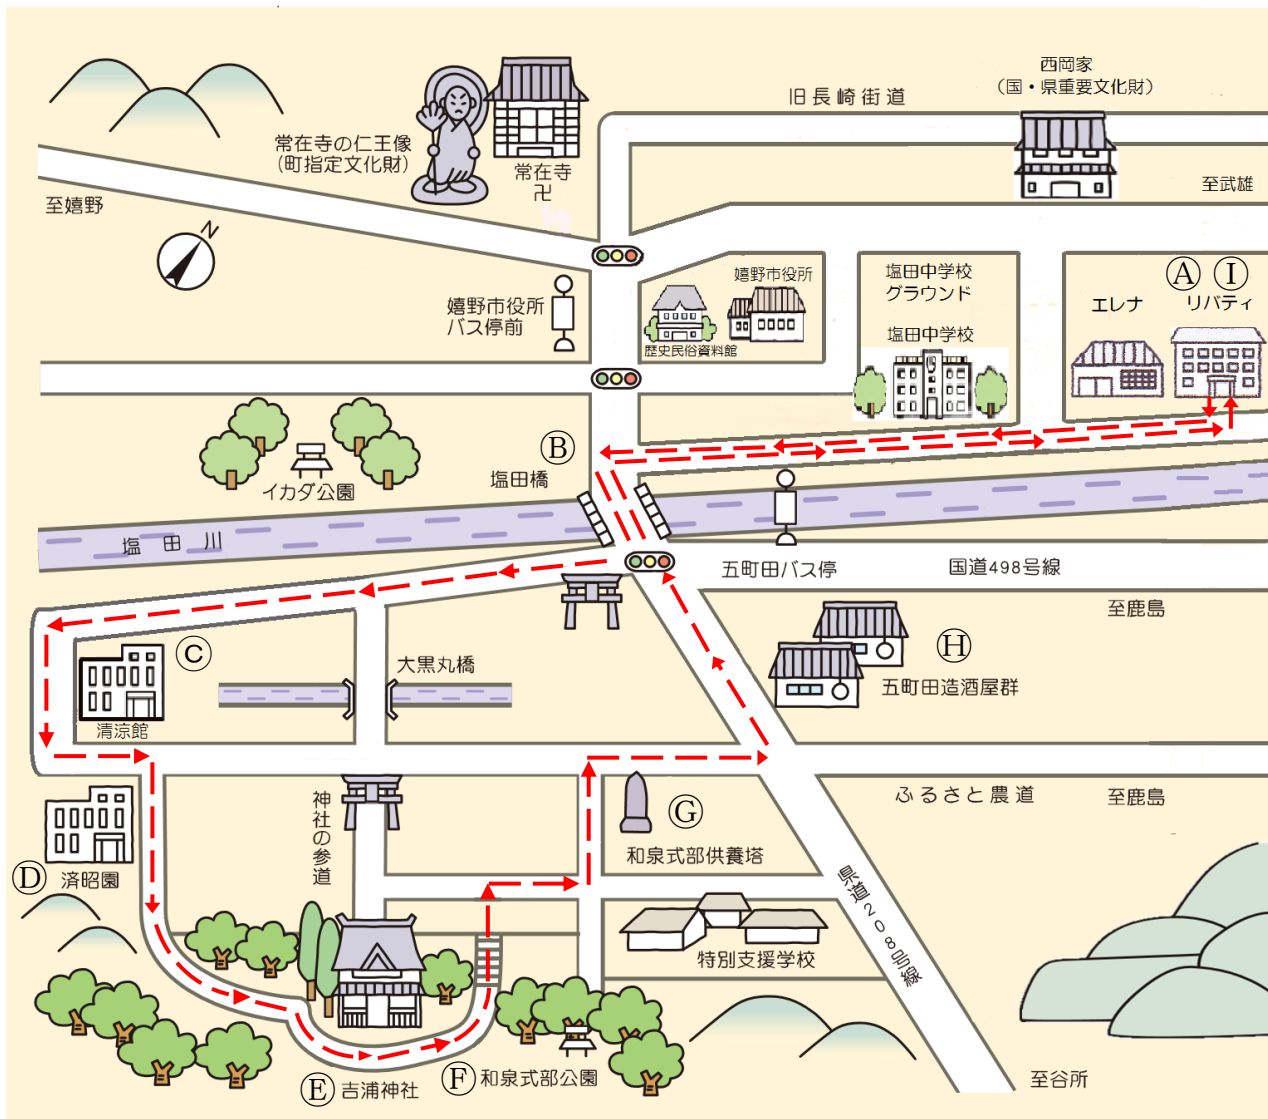 西岡家
（国・県重要文化財）
旧長崎街道
常在寺の仁王像
（町指定文化財）
常在寺
卍
至武雄
至嬉野
N
嬉野市役所
バス停前
嬉野市役所
歴史民俗資料館
塩田中学校
グラウンド
塩田中学校
Ⓐ Ⓘ
エレナ
リバティ
Ⓑ
塩田橋
イカダ公園
塩田川
五町田バス停
国道498号線
至鹿島
Ⓒ
清涼館
大黒丸橋
Ⓗ
五町田造酒屋群
ふるさと農道
至鹿島
神社の参道
Ⓖ
和泉式部供養塔
Ⓓ
済昭園
県道208号線
特別支援学校
Ⓔ
吉浦神社
Ⓕ
和泉式部公園
至谷所